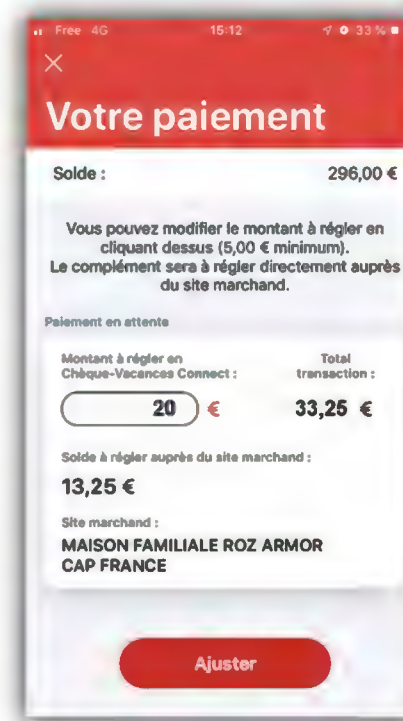 Free 4G 15:12 33 %
Votre paiement
Solde : 296,00 €
Vous pouvez modifier le montant à régler en
cliquant dessus (5,00 € minimum).
Le complément sera à régler directement auprès
du site marchand.
Paiement en attente
Montant à régler en Total
Chèque-Vacances Connect : transaction :
20 € 33,25 €
Solde à régler auprès du site marchand :
13,25 €
Site marchand :
MAISON FAMILIALE ROZ ARMOR
CAP FRANCE
Ajuster